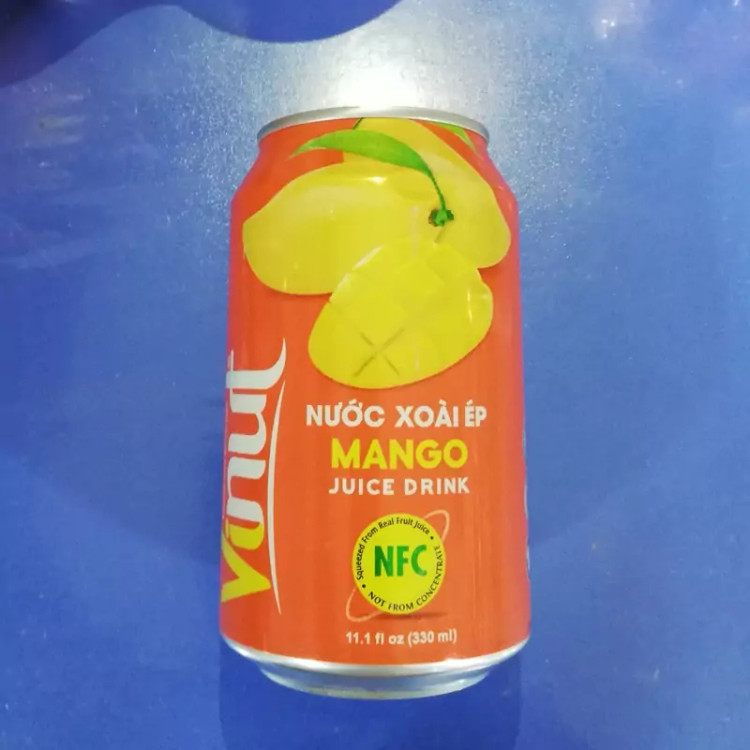 Vinut
NƯỚC XOÀI ÉP
MANGO
JUICE DRINK
Squeezed From Real Fruit Juice
NFC
NOT FROM CONCENTRATE
11.1 fl oz (330 ml)